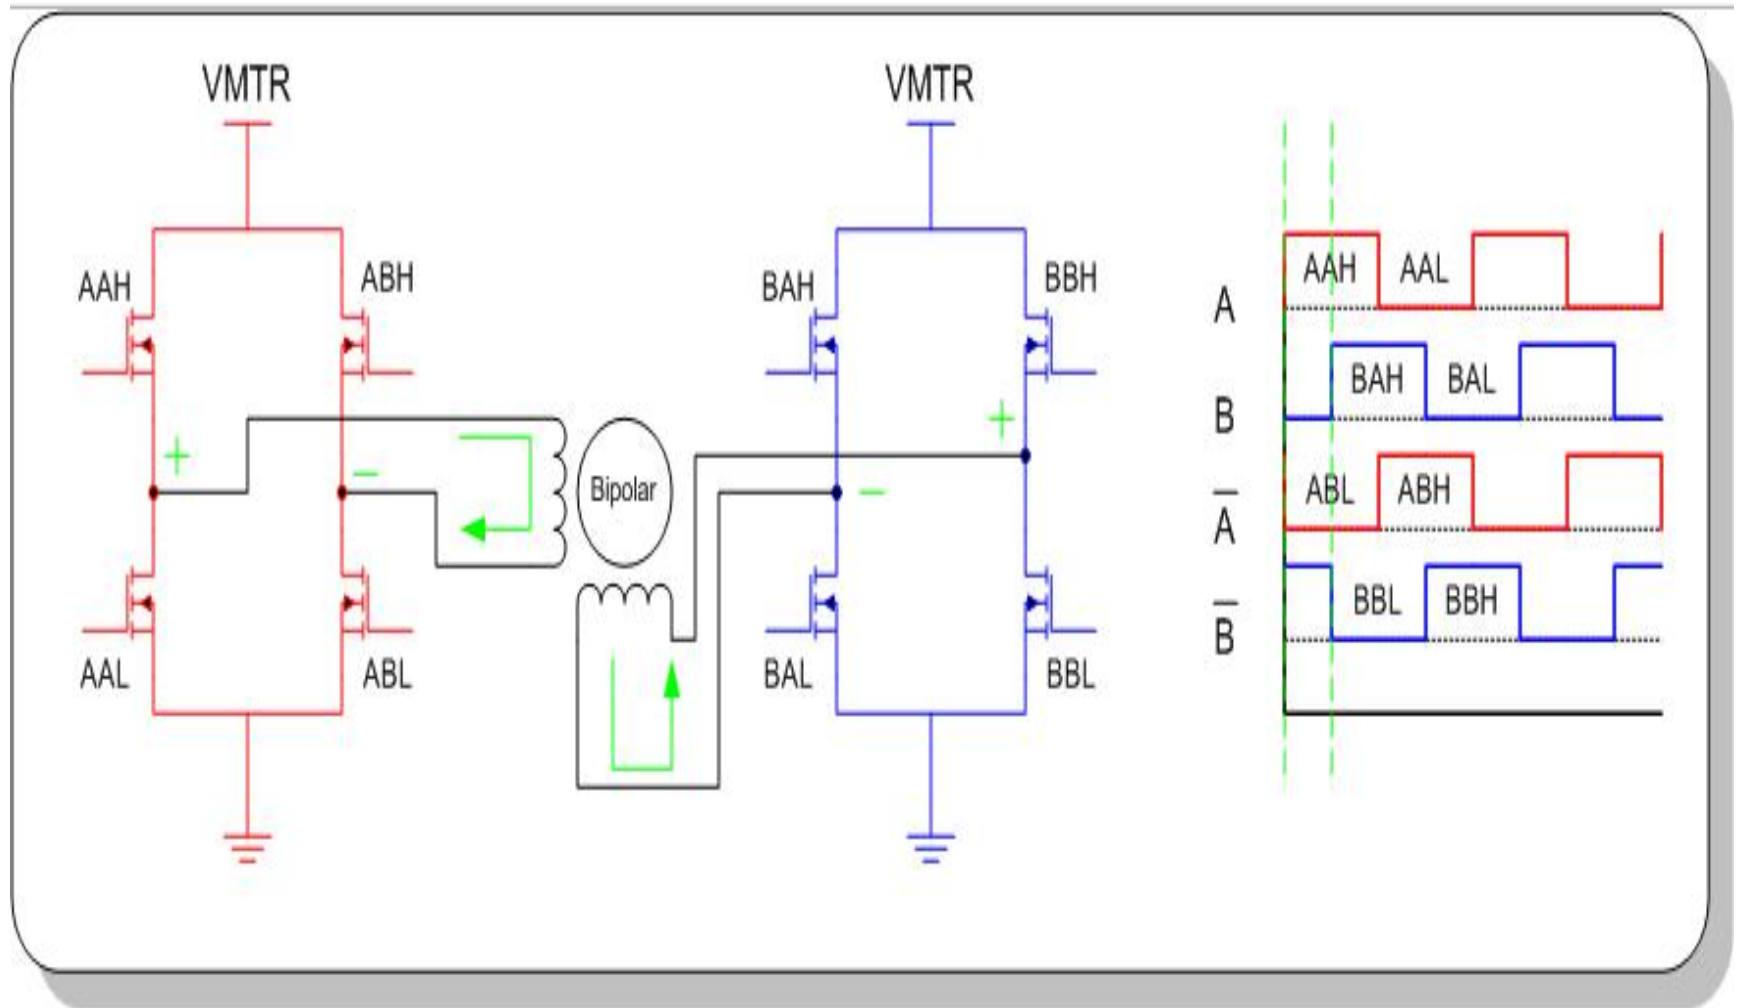 VMTR
VMTR
AAH
ABH
BAH
BBH
+
−
Bipolar
+
−
AAL
ABL
BAL
BBL
A
AAH AAL
B
BAH BAL
A̅
ABL ABH
B̅
BBL BBH